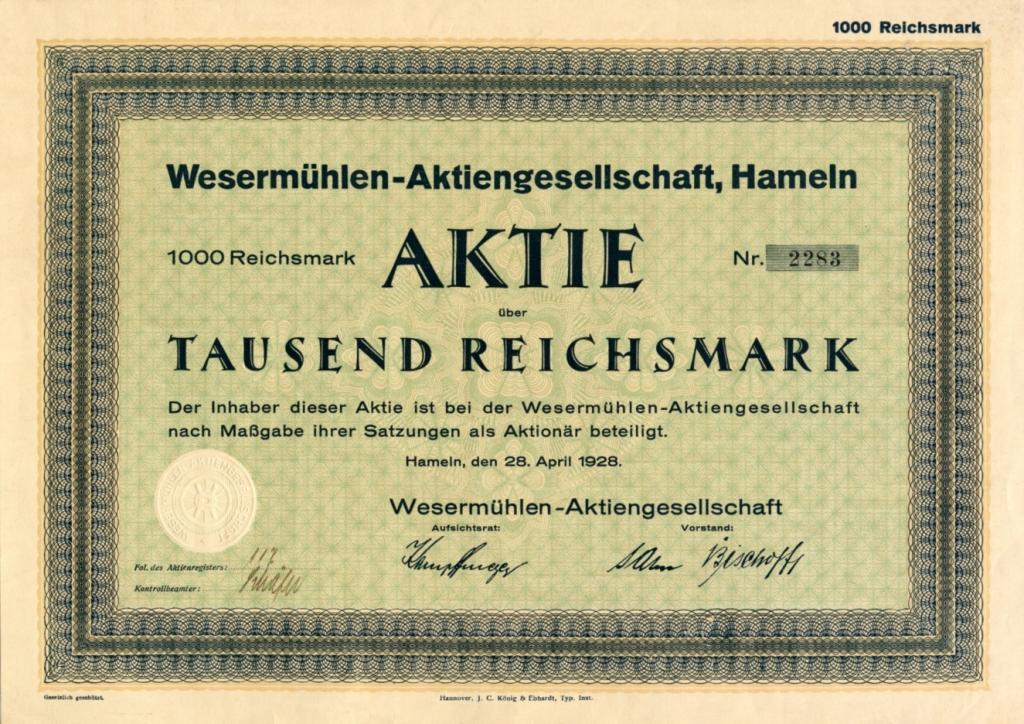 1000 Reichsmark
Wesermühlen-Aktiengesellschaft, Hameln
1000 Reichsmark AKTIE Nr. 2283
über
TAUSEND REICHSMARK
Der Inhaber dieser Aktie ist bei der Wesermühlen-Aktiengesellschaft
nach Maßgabe ihrer Satzungen als Aktionär beteiligt.
Hameln, den 28. April 1928.
Wesermühlen-Aktiengesellschaft
Aufsichtsrat: Vorstand:
Bischoff
Fol. des Aktienregisters: 117
Kontrollbeamter: Schäfer
Gesetzlich geschützt.
Hannover, J. C. König & Ebhardt, Typ. Inst.